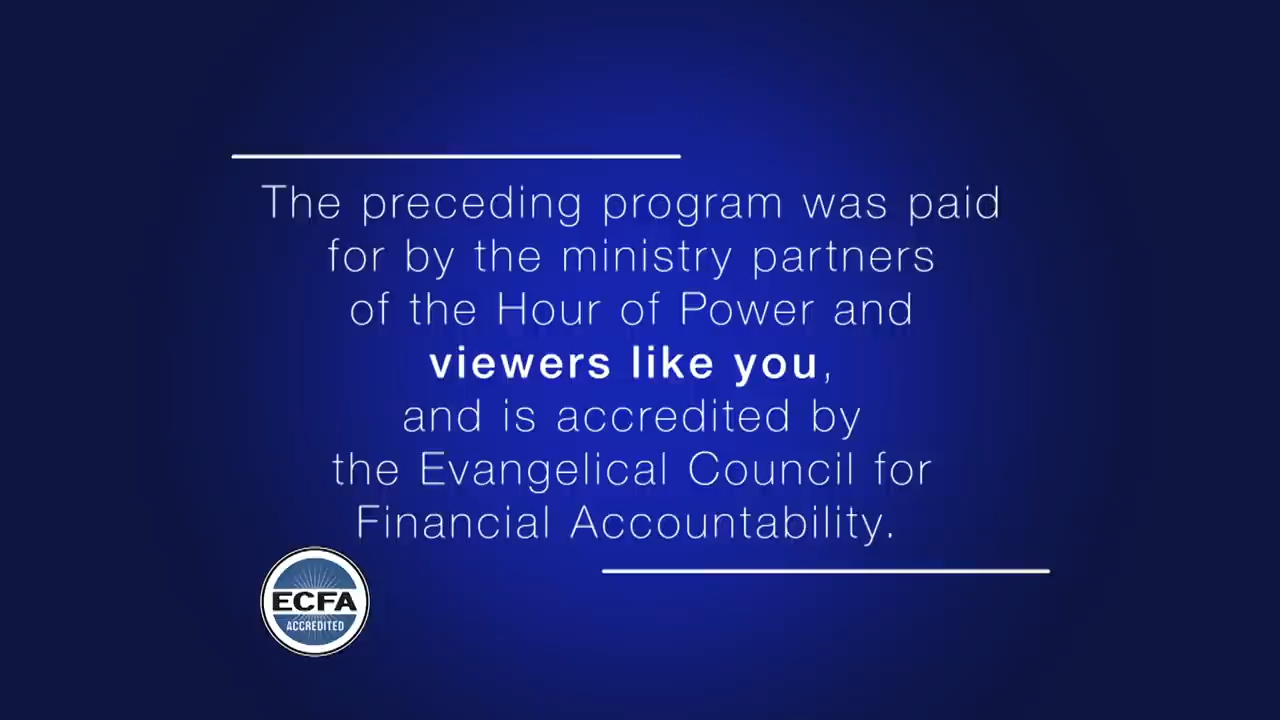 The preceding program was paid
for by the ministry partners
of the Hour of Power and
viewers like you,
and is accredited by
the Evangelical Council for
Financial Accountability.
ECFA
ACCREDITED